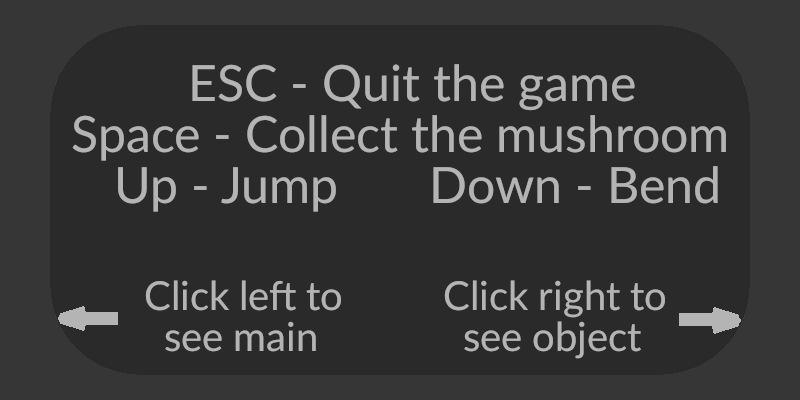 ESC - Quit the game
Space - Collect the mushroom
Up - Jump Down - Bend
Click left to
see main
Click right to
see object